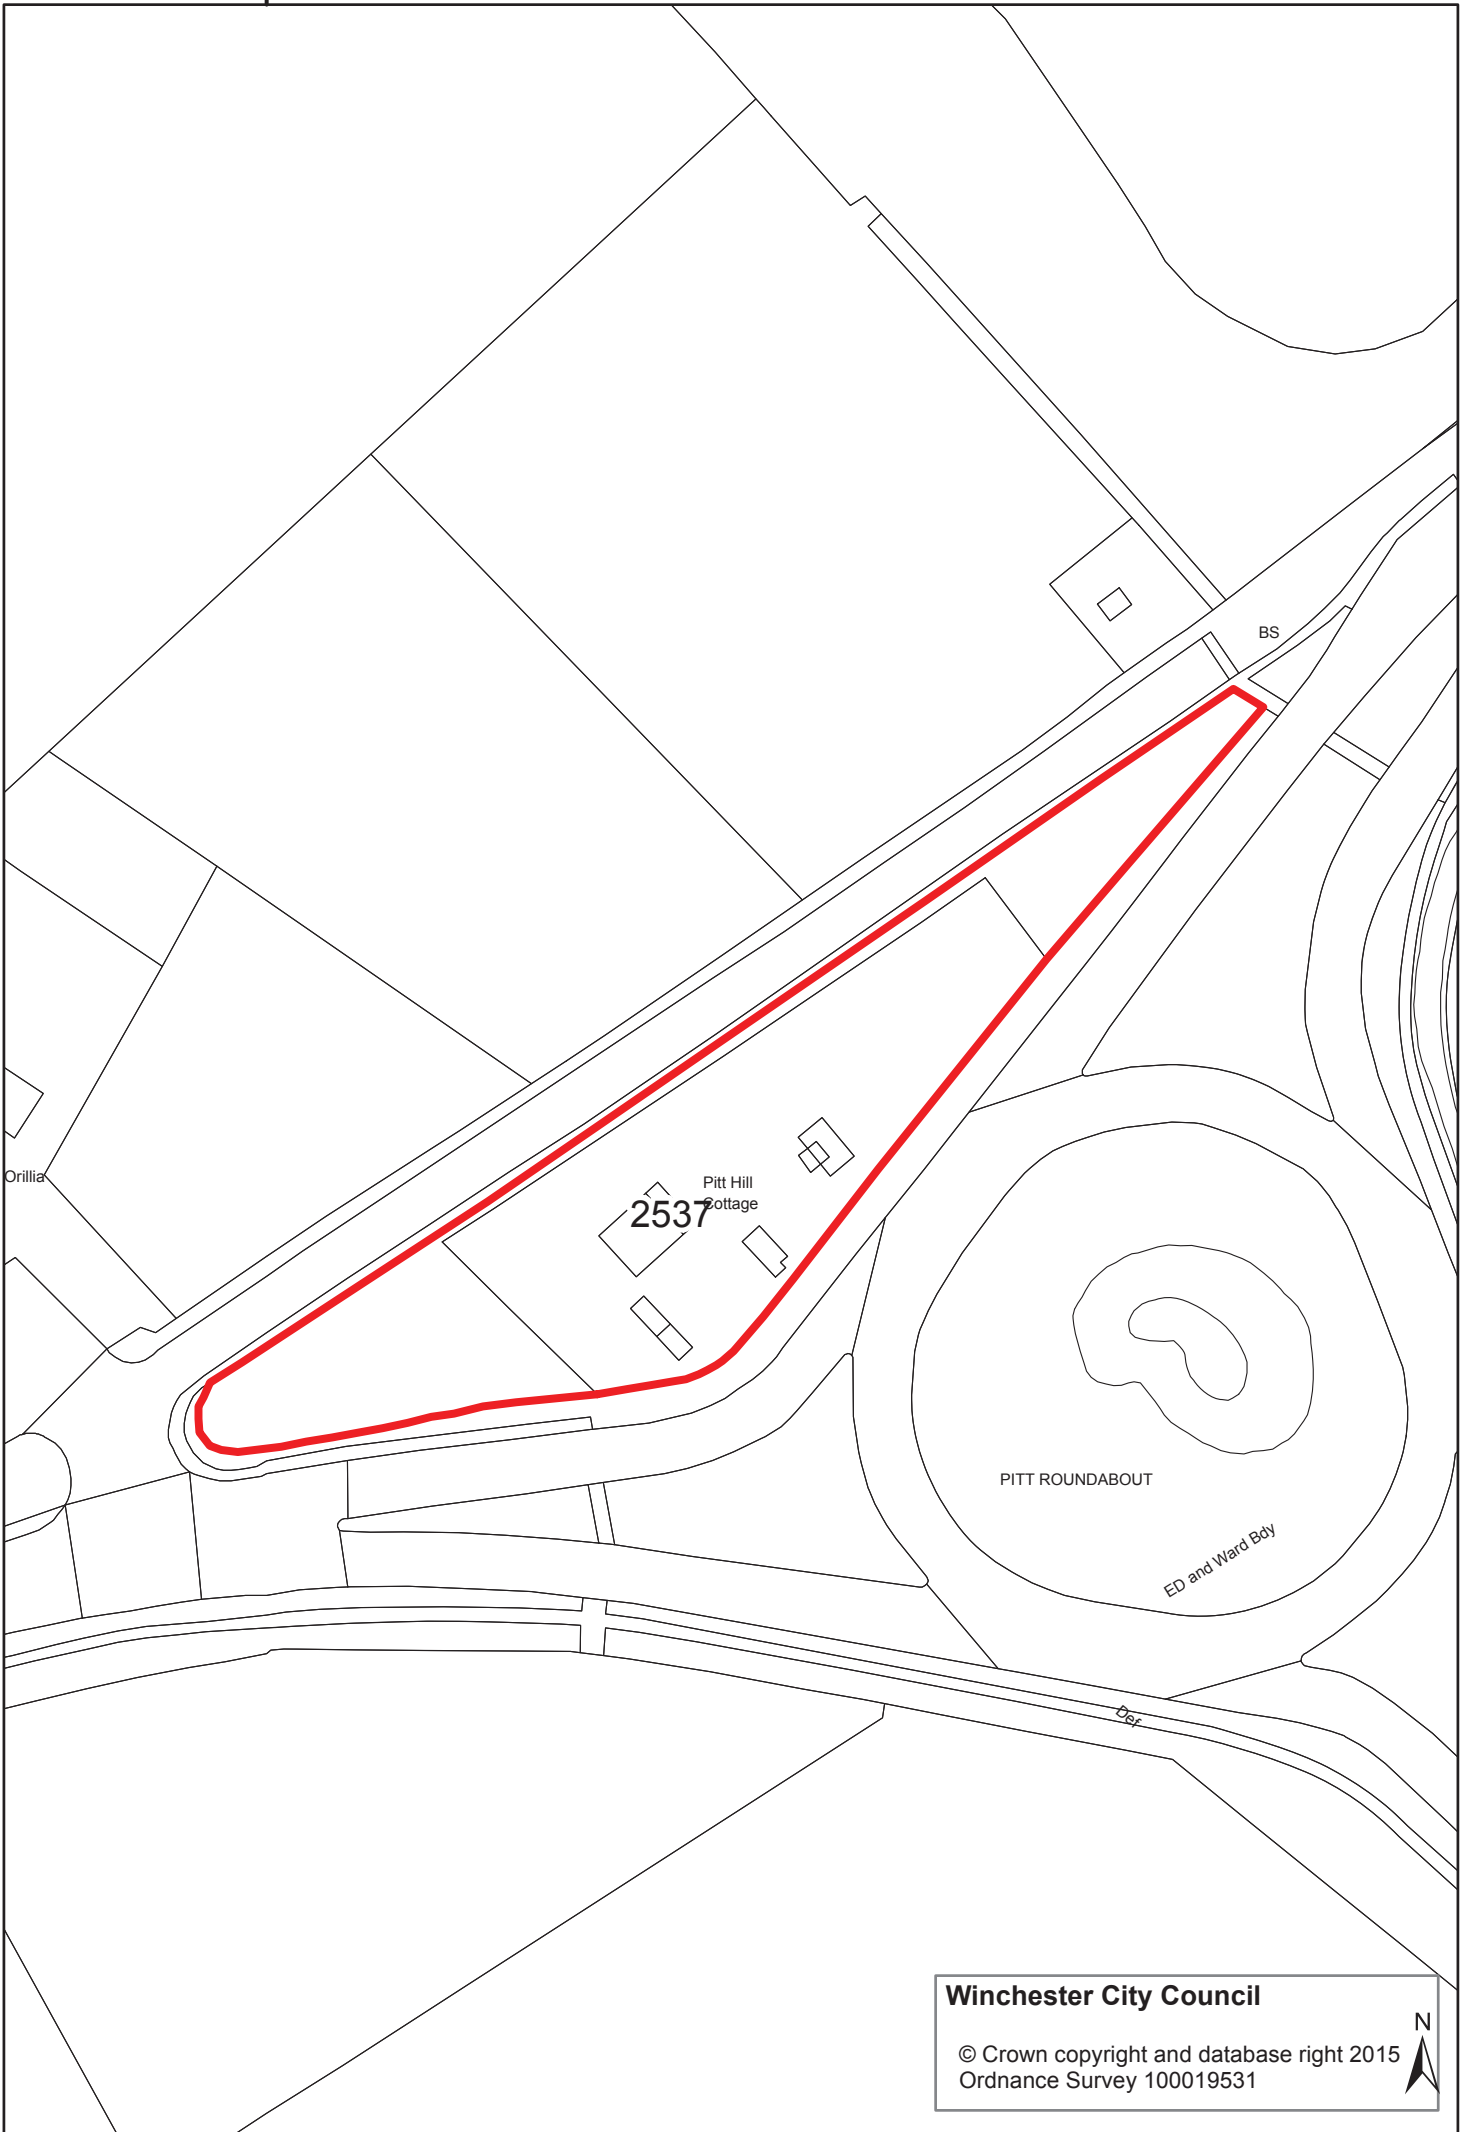 BS
Orillia
Pitt Hill
Cottage
2537
PITT ROUNDABOUT
ED and Ward Bdy
Def
Winchester City Council
N
© Crown copyright and database right 2015
Ordnance Survey 100019531